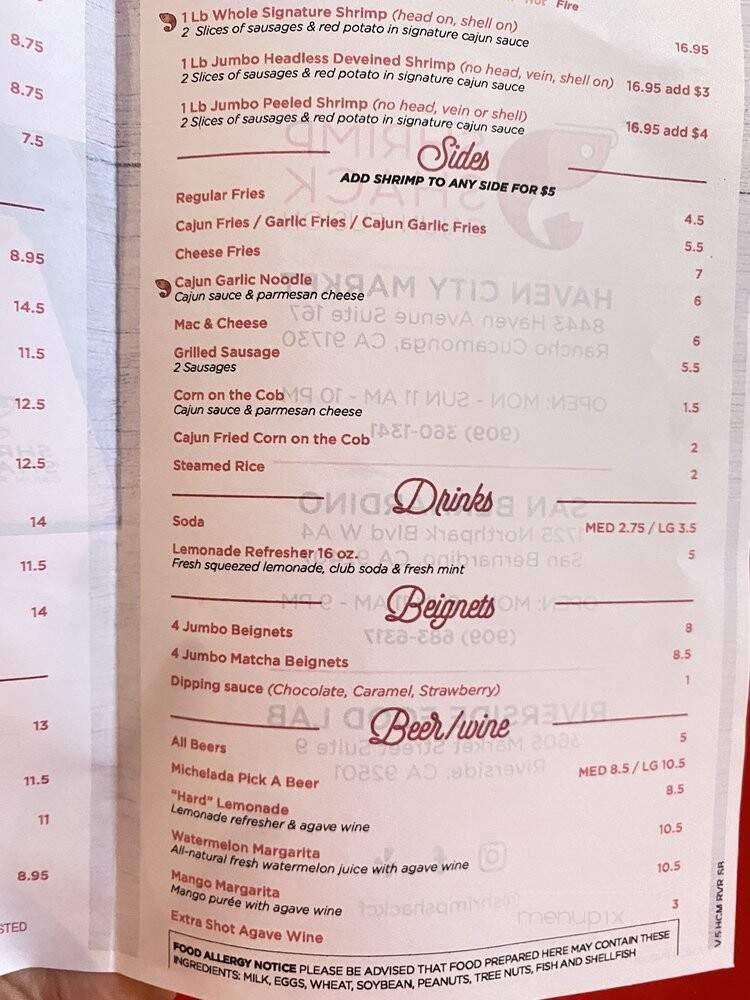 8.75
8.75
7.5
8.95
14.5
11.5
12.5
12.5
14
11.5
14
13
11.5
11
8.95
STED
Hot Fire
1 Lb Whole Signature Shrimp (head on, shell on) 16.95
2 Slices of sausages & red potato in signature cajun sauce
1 Lb Jumbo Headless Deveined Shrimp (no head, vein, shell on) 16.95 add $3
2 Slices of sausages & red potato in signature cajun sauce
1 Lb Jumbo Peeled Shrimp (no head, vein or shell) 16.95 add $4
2 Slices of sausages & red potato in signature cajun sauce
Sides
ADD SHRIMP TO ANY SIDE FOR $5
Regular Fries 4.5
Cajun Fries / Garlic Fries / Cajun Garlic Fries 5.5
Cheese Fries 7
Cajun Garlic Noodle 6
Cajun sauce & parmesan cheese
Mac & Cheese 6
Grilled Sausage 5.5
2 Sausages
Corn on the Cob 1.5
Cajun sauce & parmesan cheese
Cajun Fried Corn on the Cob 2
Steamed Rice 2
Drinks
Soda MED 2.75 / LG 3.5
Lemonade Refresher 16 oz. 5
Fresh squeezed lemonade, club soda & fresh mint
Beignets
4 Jumbo Beignets 8
4 Jumbo Matcha Beignets 8.5
Dipping sauce (Chocolate, Caramel, Strawberry) 1
Beer/wine
All Beers 5
Michelada Pick A Beer MED 8.5 / LG 10.5
"Hard" Lemonade 8.5
Lemonade refresher & agave wine
Watermelon Margarita 10.5
All-natural fresh watermelon juice with agave wine
Mango Margarita 10.5
Mango purée with agave wine
Extra Shot Agave Wine 3
menupix
FOOD ALLERGY NOTICE PLEASE BE ADVISED THAT FOOD PREPARED HERE MAY CONTAIN THESE
INGREDIENTS: MILK, EGGS, WHEAT, SOYBEAN, PEANUTS, TREE NUTS, FISH AND SHELLFISH
V5 HCM RVR SB